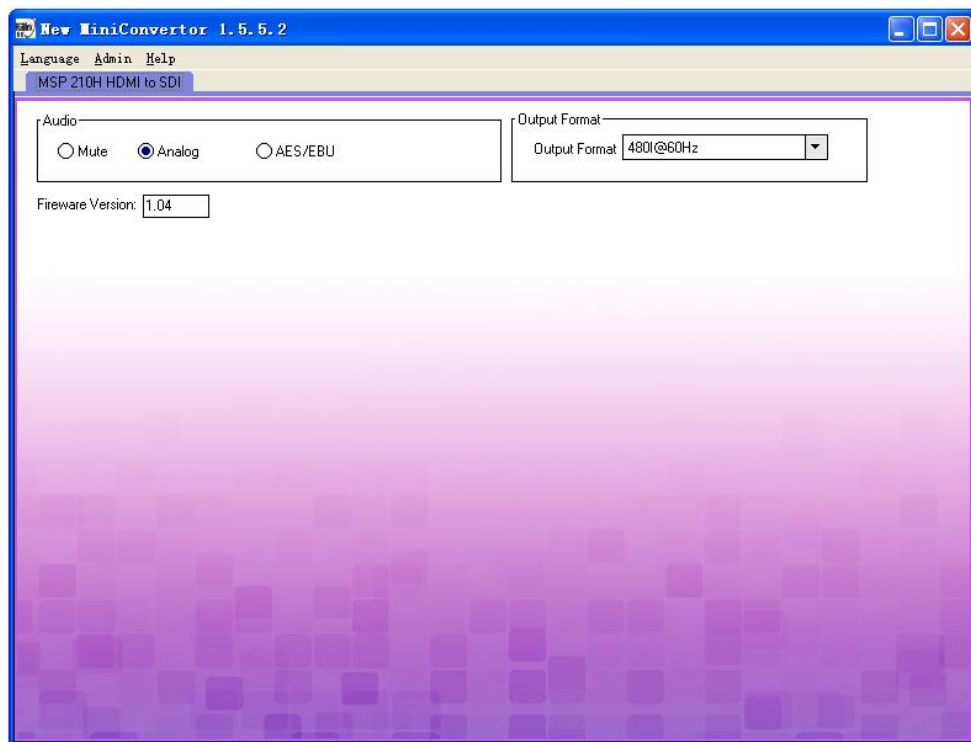 New MiniConvertor 1.5.5.2
Language Admin Help
MSP 210H HDMI to SDI
Audio
Mute Analog AES/EBU
Output Format
Output Format 480I@60Hz
Fireware Version: 1.04